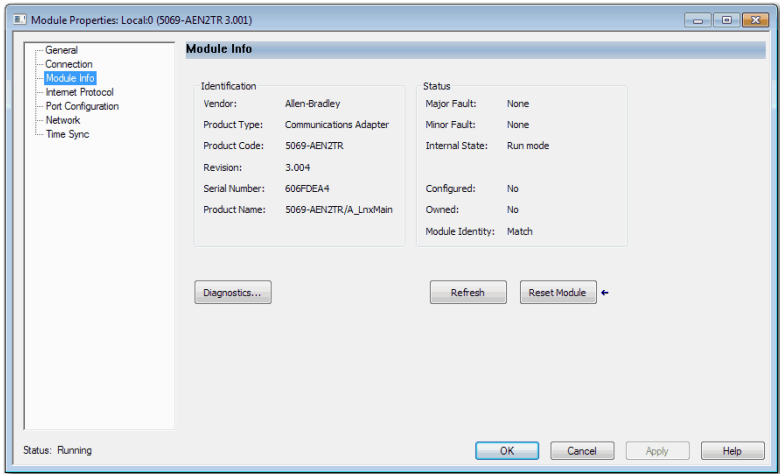 Module Properties: Local:0 (5069-AEN2TR 3.001)
General
Connection
Module Info
Internet Protocol
Port Configuration
Network
Time Sync
Module Info
Identification
Vendor: Allen-Bradley
Product Type: Communications Adapter
Product Code: 5069-AEN2TR
Revision: 3.004
Serial Number: 606FDEA4
Product Name: 5069-AEN2TR/A_LnxMain
Status
Major Fault: None
Minor Fault: None
Internal State: Run mode
Configured: No
Owned: No
Module Identity: Match
Diagnostics...
Refresh
Reset Module
Status: Running
OK
Cancel
Apply
Help